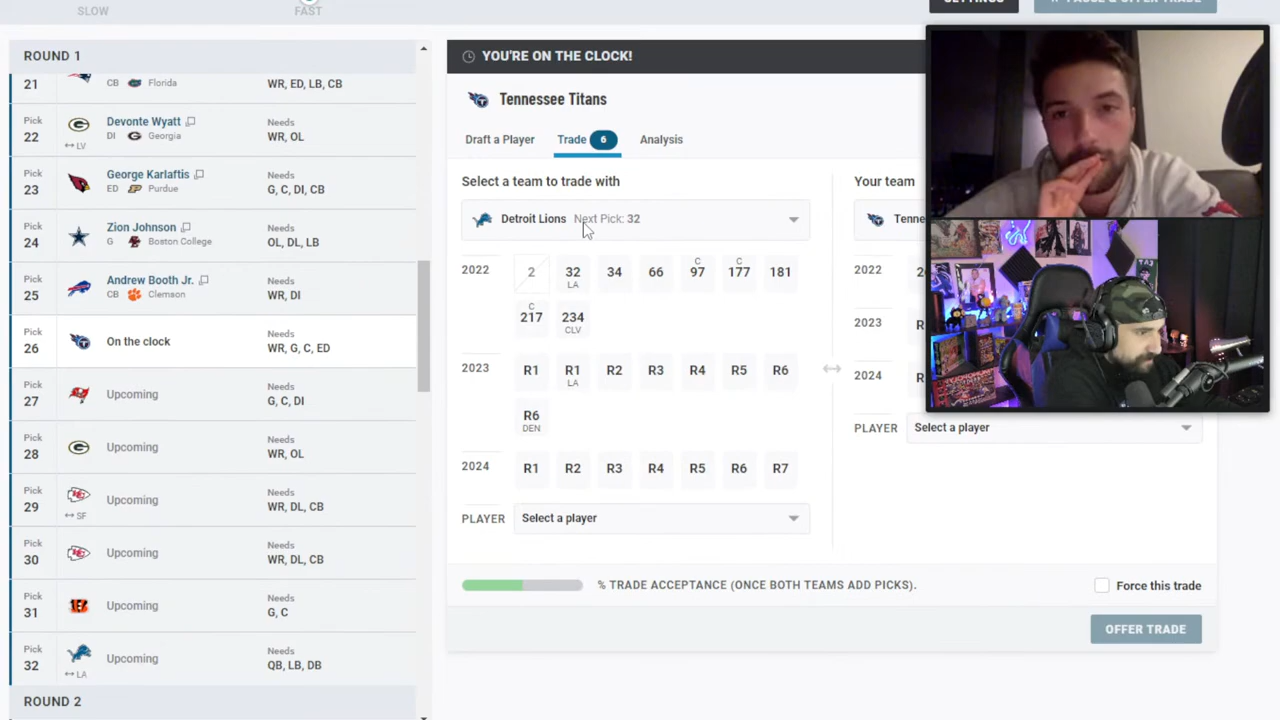 SLOW FAST
SETTINGS
ROUND 1
21 CB Florida WR, ED, LB, CB
Pick Devonte Wyatt Needs
22 LV DI Georgia WR, OL
Pick George Karlaftis Needs
23 ED Purdue G, C, DI, CB
Pick Zion Johnson Needs
24 G Boston College OL, DL, LB
Pick Andrew Booth Jr. Needs
25 CB Clemson WR, DI
Pick Needs
26 On the clock WR, G, C, ED
Pick Needs
27 Upcoming G, C, DI
Pick Needs
28 Upcoming WR, OL
Pick Needs
29 SF Upcoming WR, DL, CB
Pick Needs
30 Upcoming WR, DL, CB
Pick Needs
31 Upcoming G, C
Pick Needs
32 LA Upcoming QB, LB, DB
ROUND 2
YOU'RE ON THE CLOCK!
Tennessee Titans
Draft a Player Trade 6 Analysis
Select a team to trade with
Detroit Lions Next Pick: 32
2022 2 32 LA 34 66 C 97 C 177 181
C 217 234 CLV
2023 R1 R1 LA R2 R3 R4 R5 R6
R6 DEN
2024 R1 R2 R3 R4 R5 R6 R7
PLAYER Select a player
Your team
Tenne
2022 2
2023 R
2024 R
PLAYER Select a player
% TRADE ACCEPTANCE (ONCE BOTH TEAMS ADD PICKS).
Force this trade
OFFER TRADE